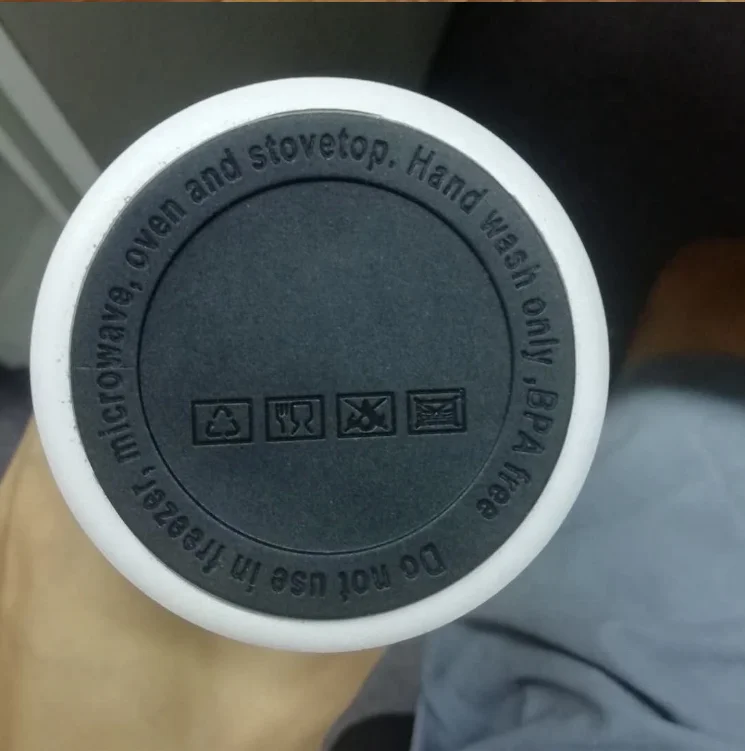 Do not use in freezer, microwave, oven and stovetop. Hand wash only ,BPA free